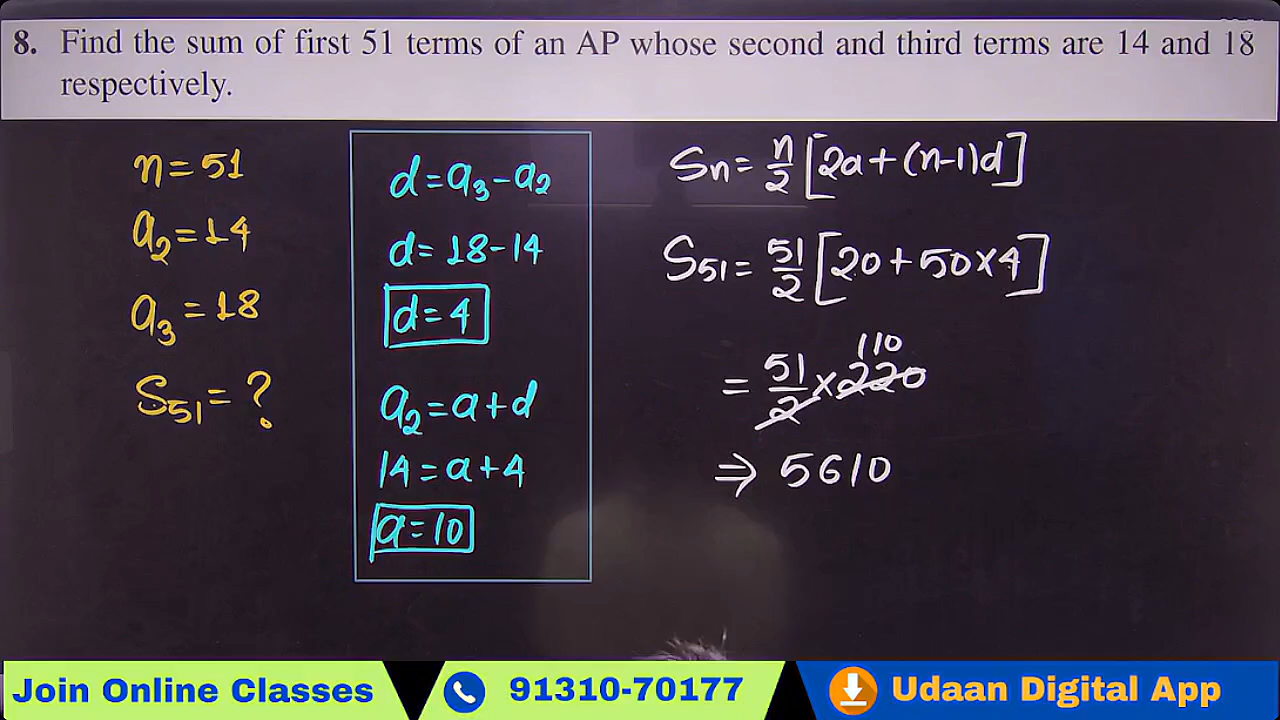 8. Find the sum of first 51 terms of an AP whose second and third terms are 14 and 18
respectively.
n = 51
a₂ = 14
a₃ = 18
S₅₁ = ?
d = a₃ - a₂
d = 18 - 14
d = 4
a₂ = a + d
14 = a + 4
a = 10
Sn = n/2 [2a + (n-1)d]
S₅₁ = 51/2 [20 + 50 × 4]
= 51/2 × 220 110
⇒ 5610
Join Online Classes
91310-70177
Udaan Digital App